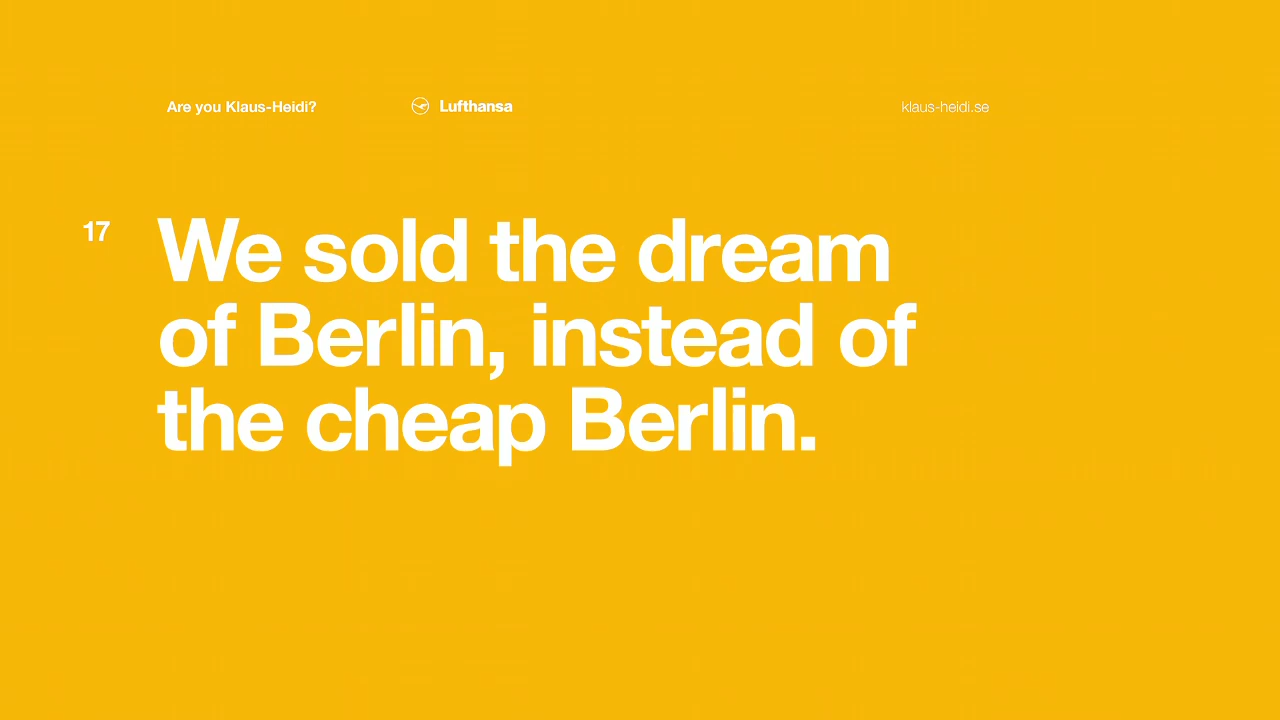 Are you Klaus-Heidi?
Lufthansa
klaus-heidi.se
17
We sold the dream
of Berlin, instead of
the cheap Berlin.